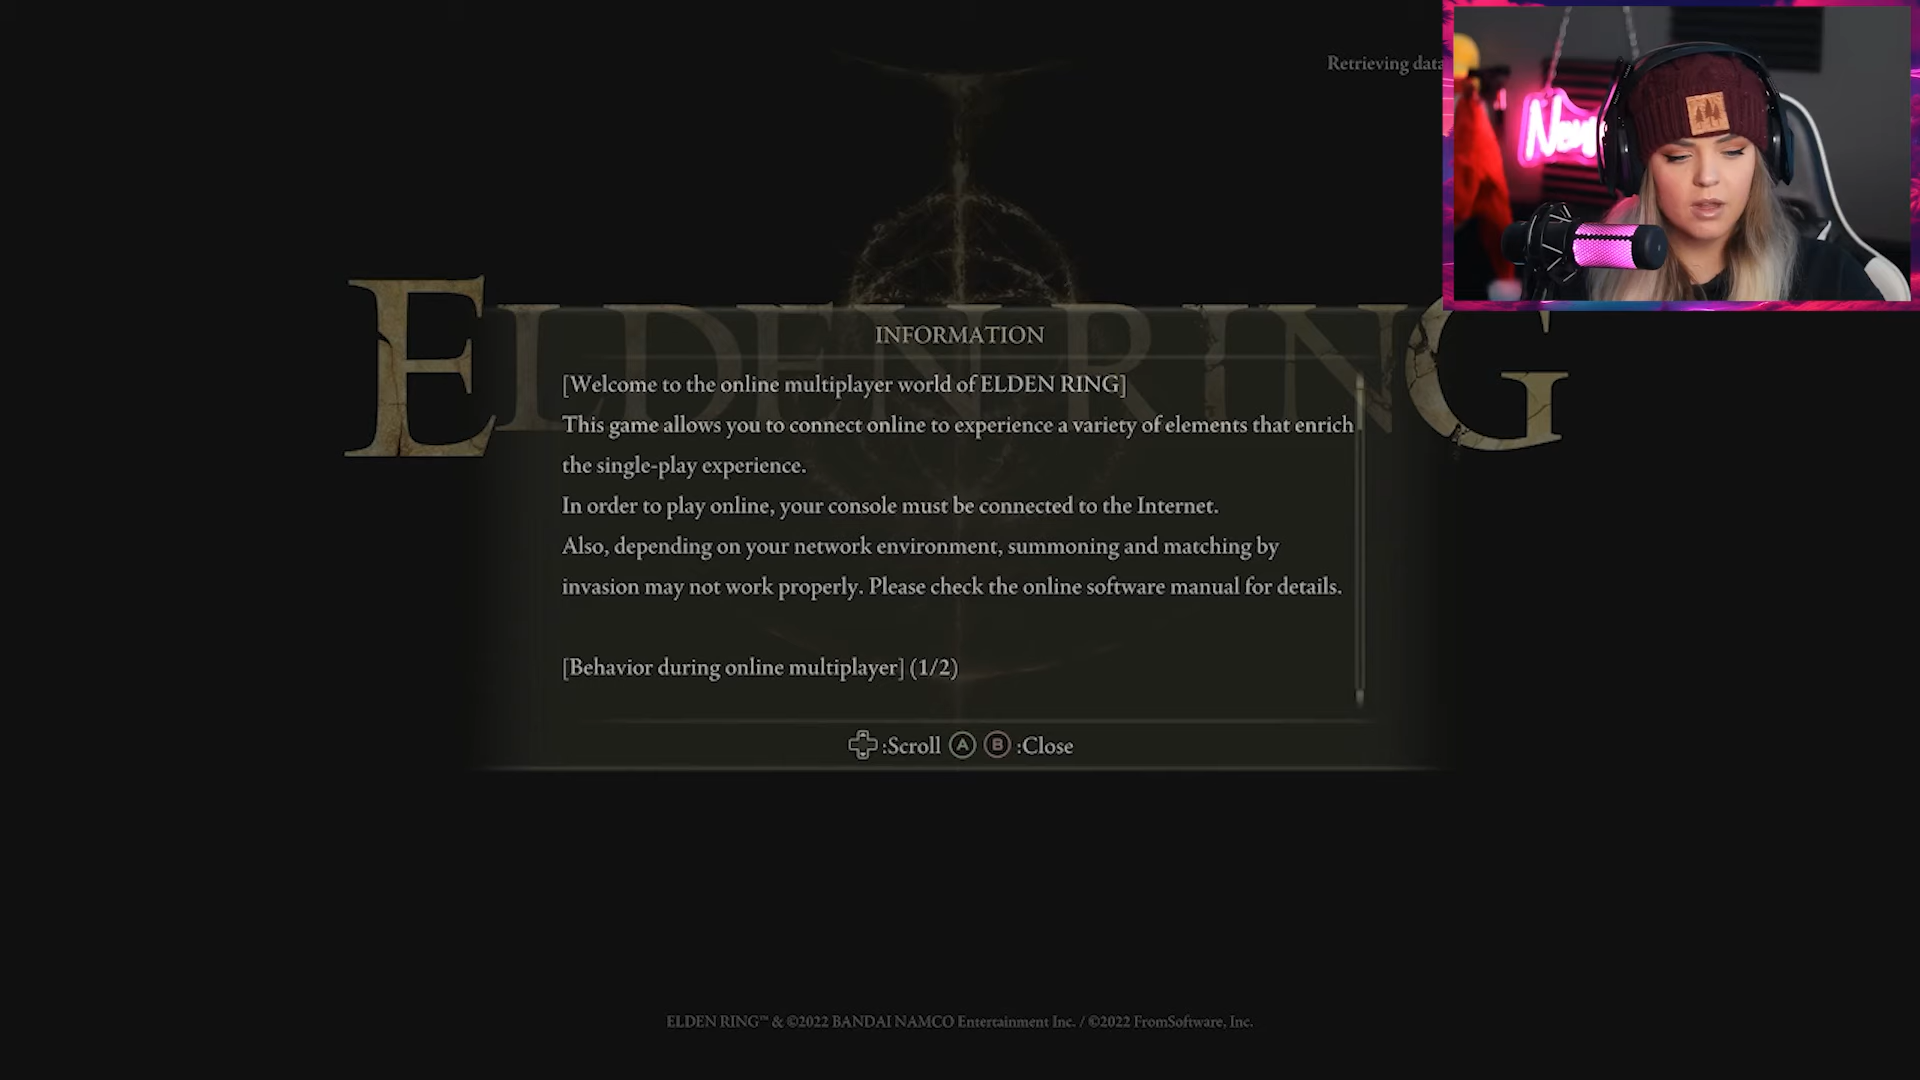 Retrieving data
New
ELDEN RING
INFORMATION
[Welcome to the online multiplayer world of ELDEN RING]
This game allows you to connect online to experience a variety of elements that enrich
the single-play experience.
In order to play online, your console must be connected to the Internet.
Also, depending on your network environment, summoning and matching by
invasion may not work properly. Please check the online software manual for details.
[Behavior during online multiplayer] (1/2)
:Scroll A B :Close
ELDEN RING™ & ©2022 BANDAI NAMCO Entertainment Inc. / ©2022 FromSoftware, Inc.